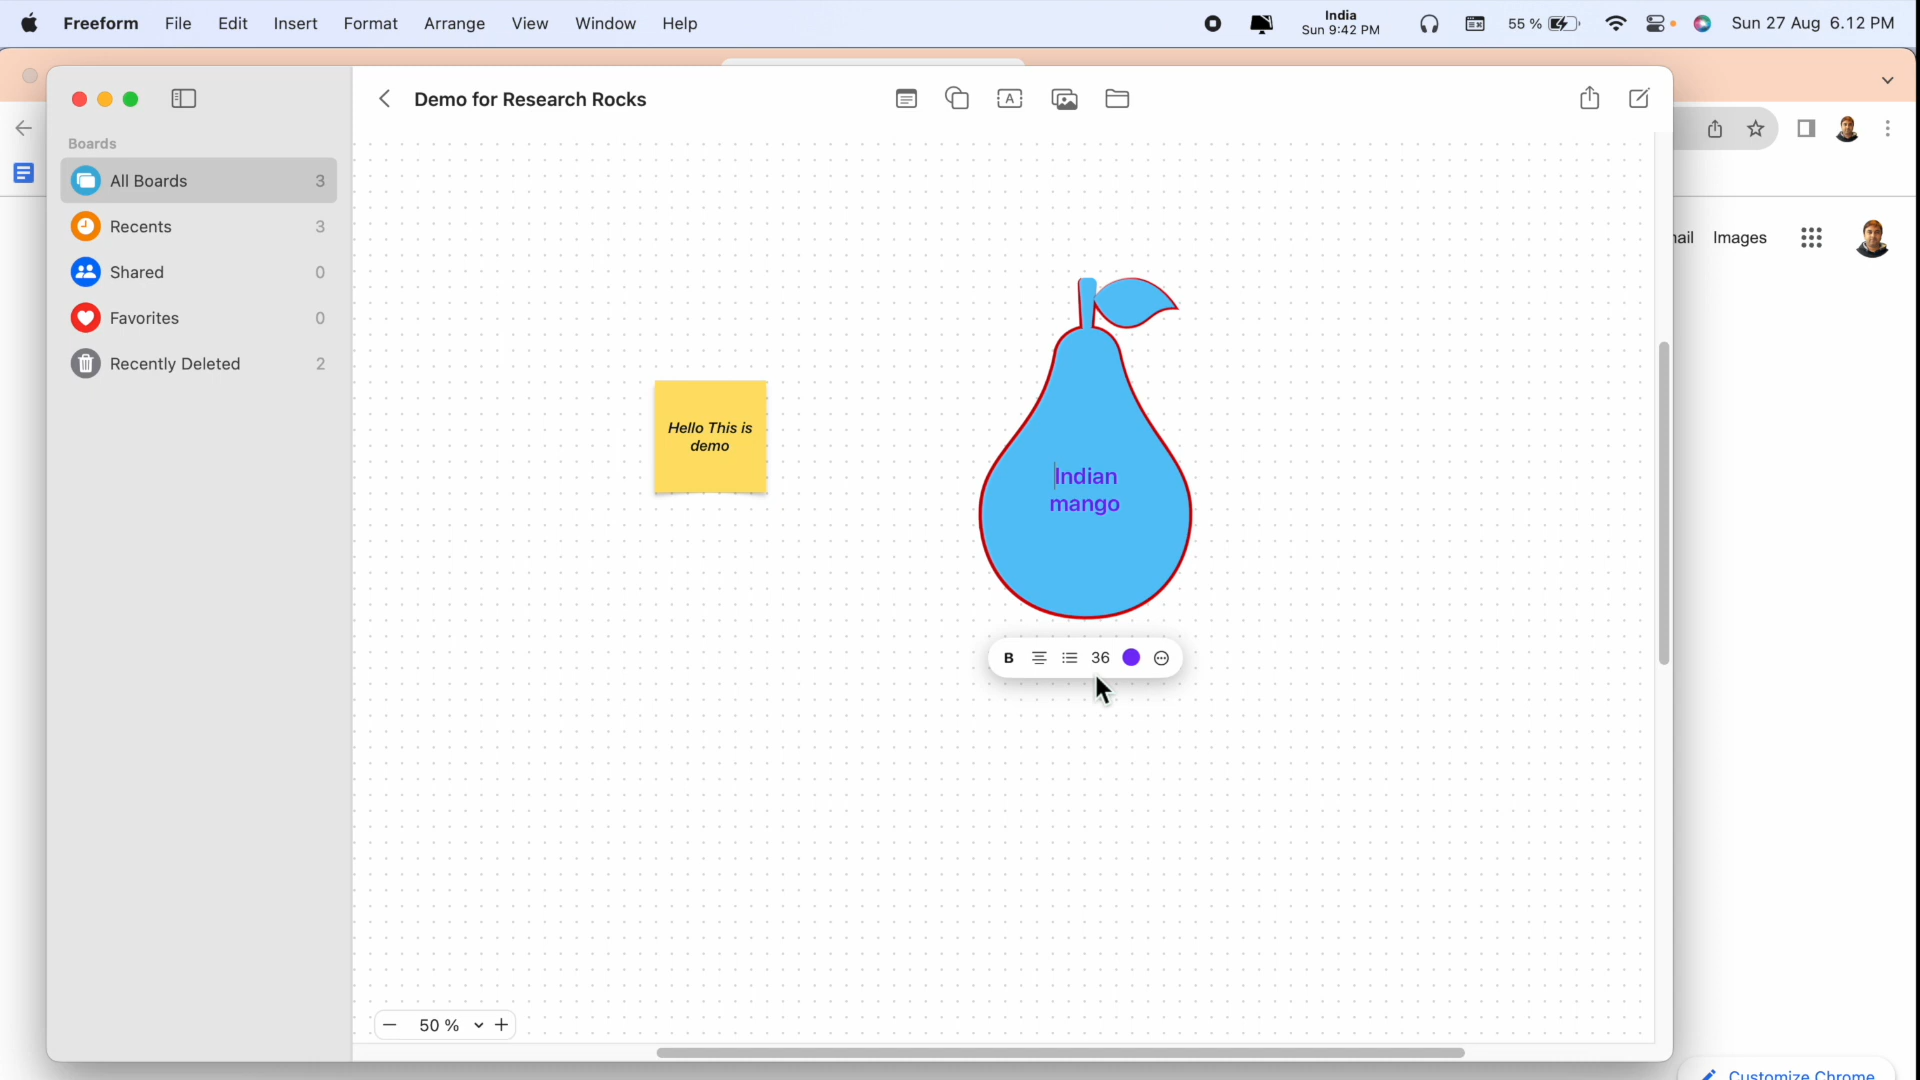 Freeform File Edit Insert Format Arrange View Window Help
India
Sun 9:42 PM
55 %
Sun 27 Aug 6.12 PM
Demo for Research Rocks
Boards
All Boards 3
Recents 3
Shared 0
Favorites 0
Recently Deleted 2
Images
Hello This is
demo
Indian
mango
B 36
50 %
Customize Chrome